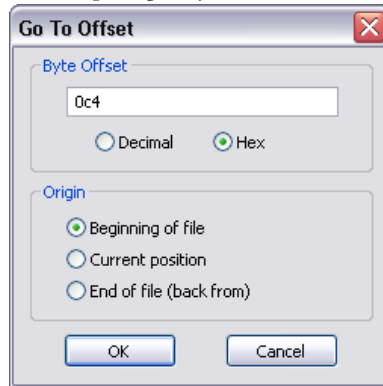 Go To Offset
Byte Offset
0c4
Decimal Hex
Origin
Beginning of file
Current position
End of file (back from)
OK Cancel